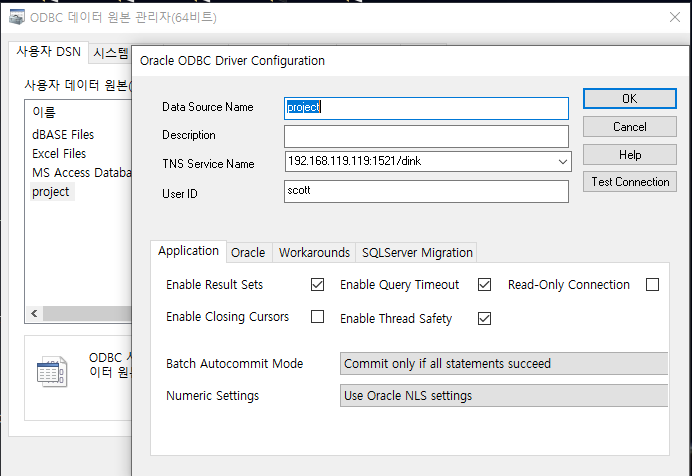 ODBC 데이터 원본 관리자(64비트)
사용자 DSN
시스템
사용자 데이터 원본(
이름
dBASE Files
Excel Files
MS Access Databa
project
ODBC
이터 원본
Oracle ODBC Driver Configuration
Data Source Name
project
OK
Description
Cancel
TNS Service Name
192.168.119.119:1521/dink
Help
User ID
scott
Test Connection
Application
Oracle
Workarounds
SQLServer Migration
Enable Result Sets
Enable Query Timeout
Read-Only Connection
Enable Closing Cursors
Enable Thread Safety
Batch Autocommit Mode
Commit only if all statements succeed
Numeric Settings
Use Oracle NLS settings